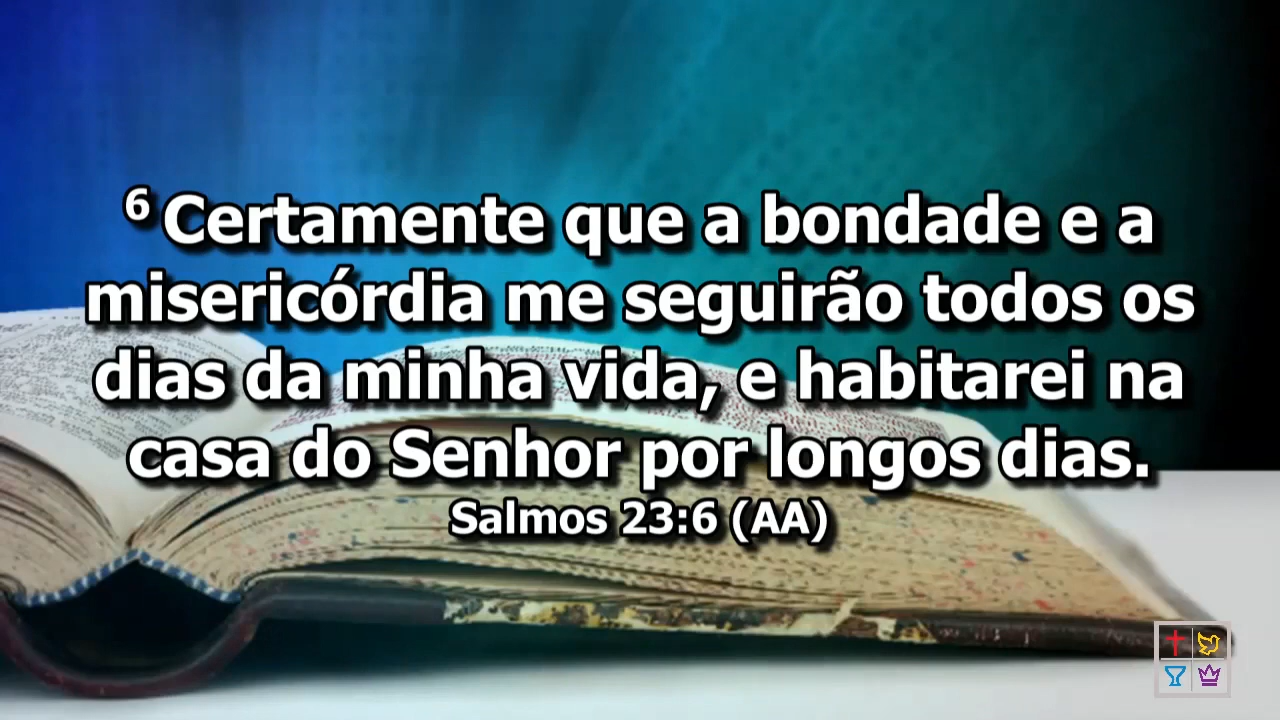 6 Certamente que a bondade e a
misericórdia me seguirão todos os
dias da minha vida, e habitarei na
casa do Senhor por longos dias.
Salmos 23:6 (AA)